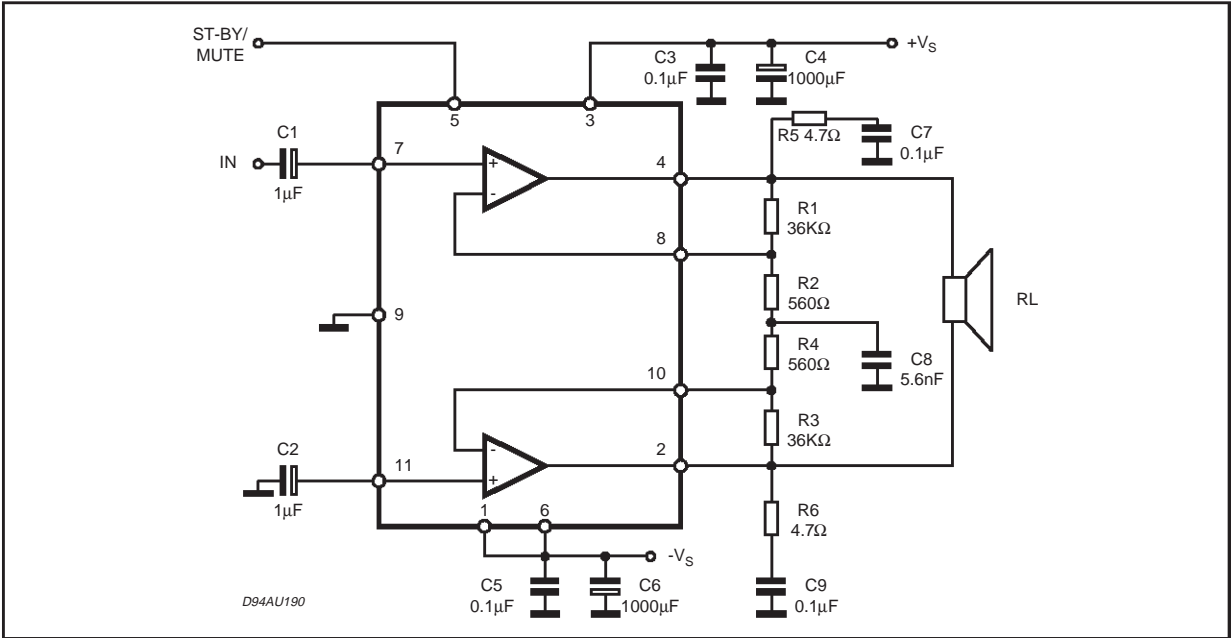 ST-BY/
MUTE
+V_S
C3
0.1µF
C4
1000µF
5
3
R5 4.7Ω
C7
0.1µF
C1
IN
1µF
7
+
-
4
R1
36KΩ
8
R2
560Ω
RL
9
R4
560Ω
C8
5.6nF
10
R3
36KΩ
C2
1µF
11
-
+
2
1
6
R6
4.7Ω
-V_S
C5
0.1µF
C6
1000µF
C9
0.1µF
D94AU190